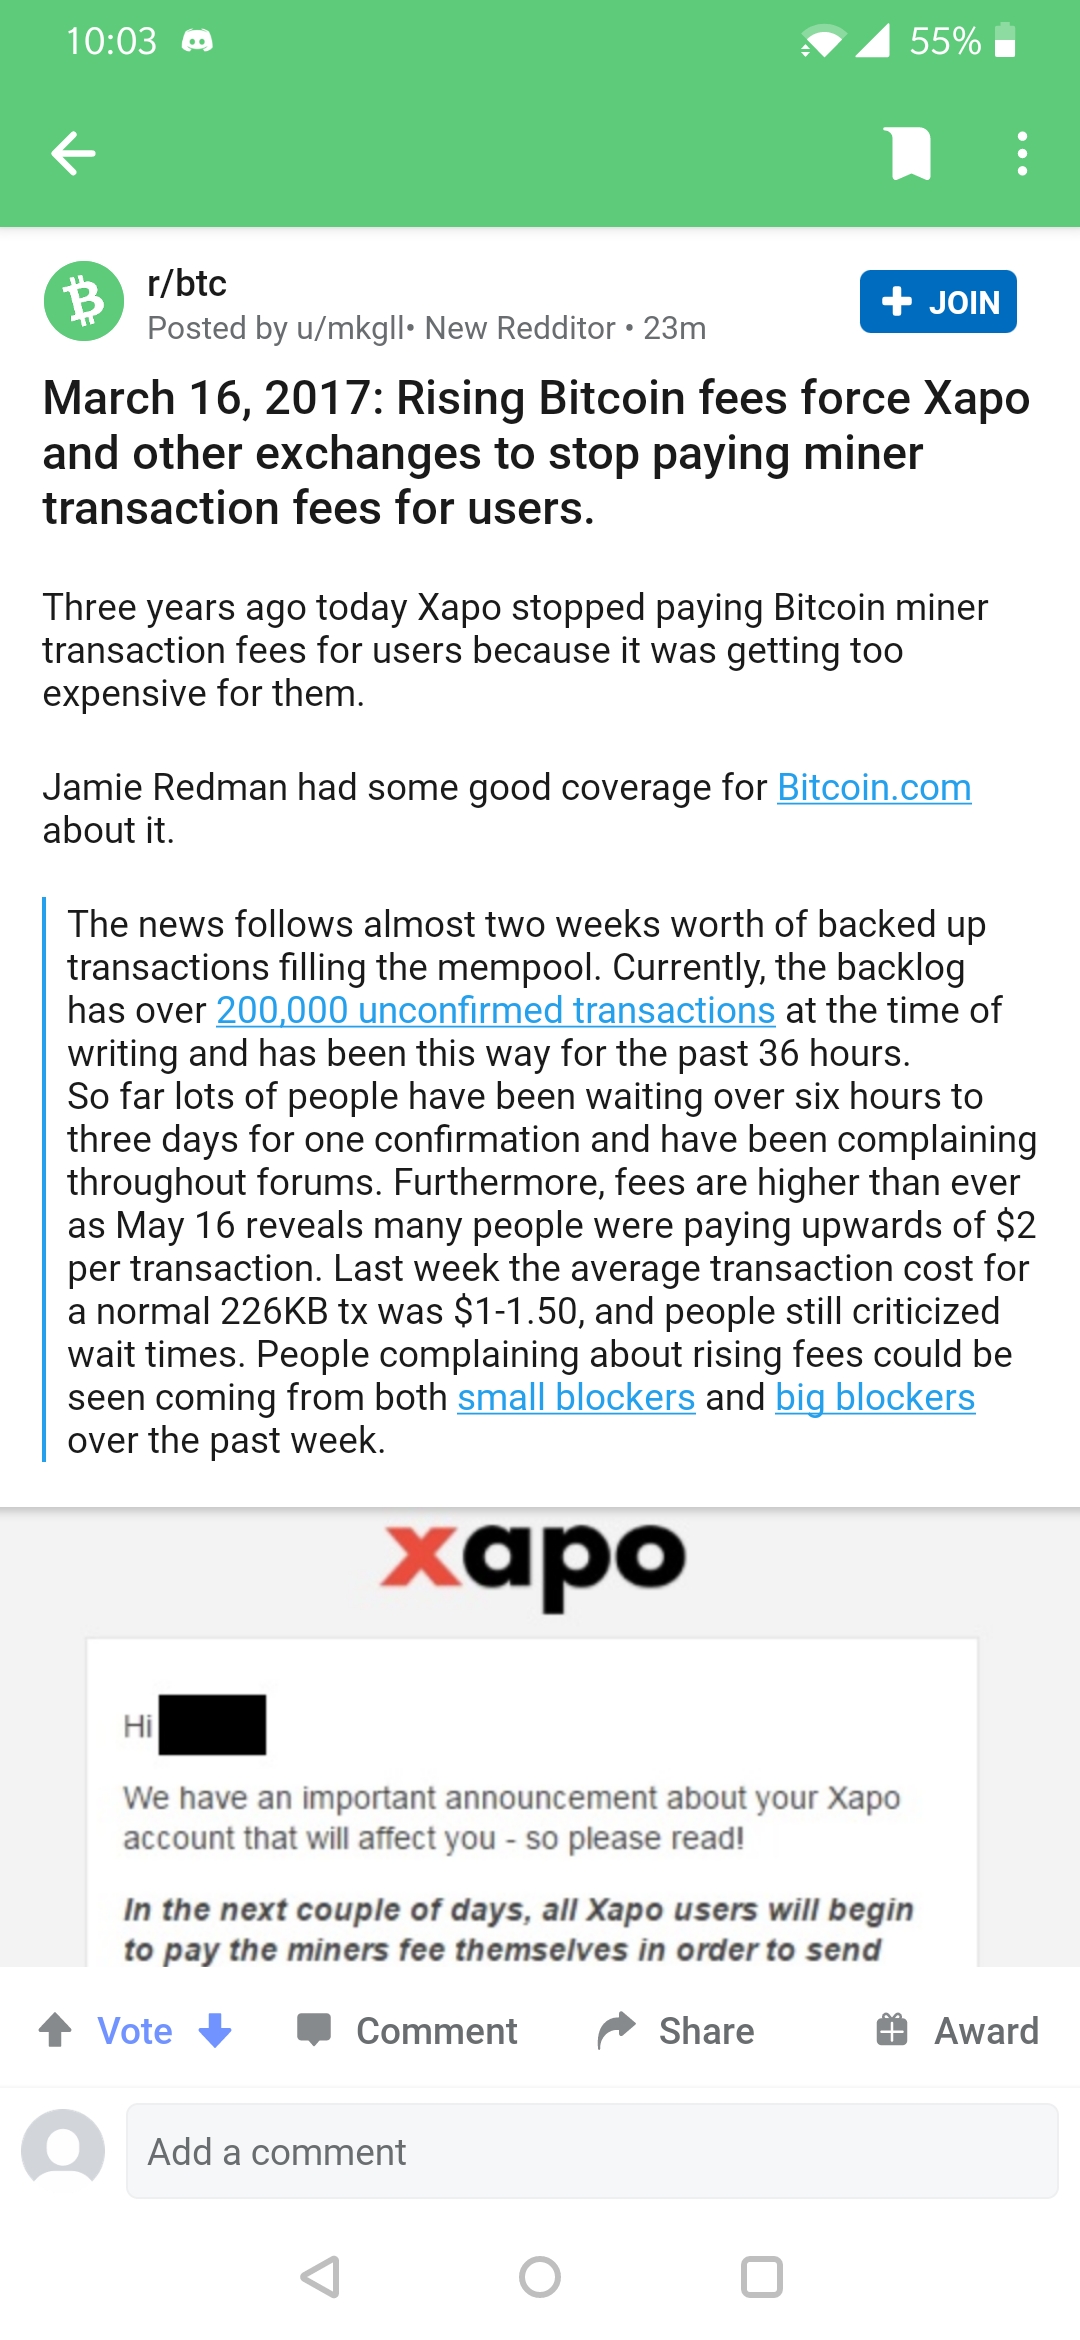 10:03
55%
r/btc
Posted by u/mkgll• New Redditor • 23m
JOIN
March 16, 2017: Rising Bitcoin fees force Xapo
and other exchanges to stop paying miner
transaction fees for users.
Three years ago today Xapo stopped paying Bitcoin miner
transaction fees for users because it was getting too
expensive for them.
Jamie Redman had some good coverage for Bitcoin.com
about it.
The news follows almost two weeks worth of backed up
transactions filling the mempool. Currently, the backlog
has over 200,000 unconfirmed transactions at the time of
writing and has been this way for the past 36 hours.
So far lots of people have been waiting over six hours to
three days for one confirmation and have been complaining
throughout forums. Furthermore, fees are higher than ever
as May 16 reveals many people were paying upwards of $2
per transaction. Last week the average transaction cost for
a normal 226KB tx was $1-1.50, and people still criticized
wait times. People complaining about rising fees could be
seen coming from both small blockers and big blockers
over the past week.
xapo
Hi
We have an important announcement about your Xapo
account that will affect you - so please read!
In the next couple of days, all Xapo users will begin
to pay the miners fee themselves in order to send
Vote Comment Share Award
Add a comment